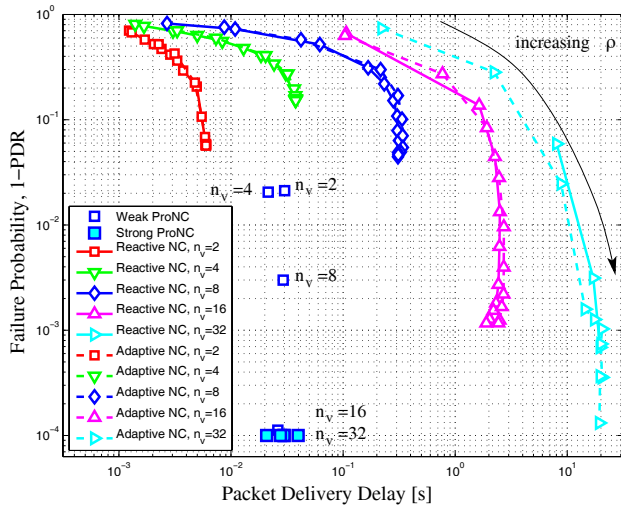 increasing ρ
n_v=4
n_v=2
n_v=8
n_v=16
n_v=32
Weak ProNC
Strong ProNC
Reactive NC, n_v=2
Reactive NC, n_v=4
Reactive NC, n_v=8
Reactive NC, n_v=16
Reactive NC, n_v=32
Adaptive NC, n_v=2
Adaptive NC, n_v=4
Adaptive NC, n_v=8
Adaptive NC, n_v=16
Adaptive NC, n_v=32
Failure Probability, 1−PDR
10^0
10^−1
10^−2
10^−3
10^−4
10^−3
10^−2
10^−1
10^0
10^1
Packet Delivery Delay [s]